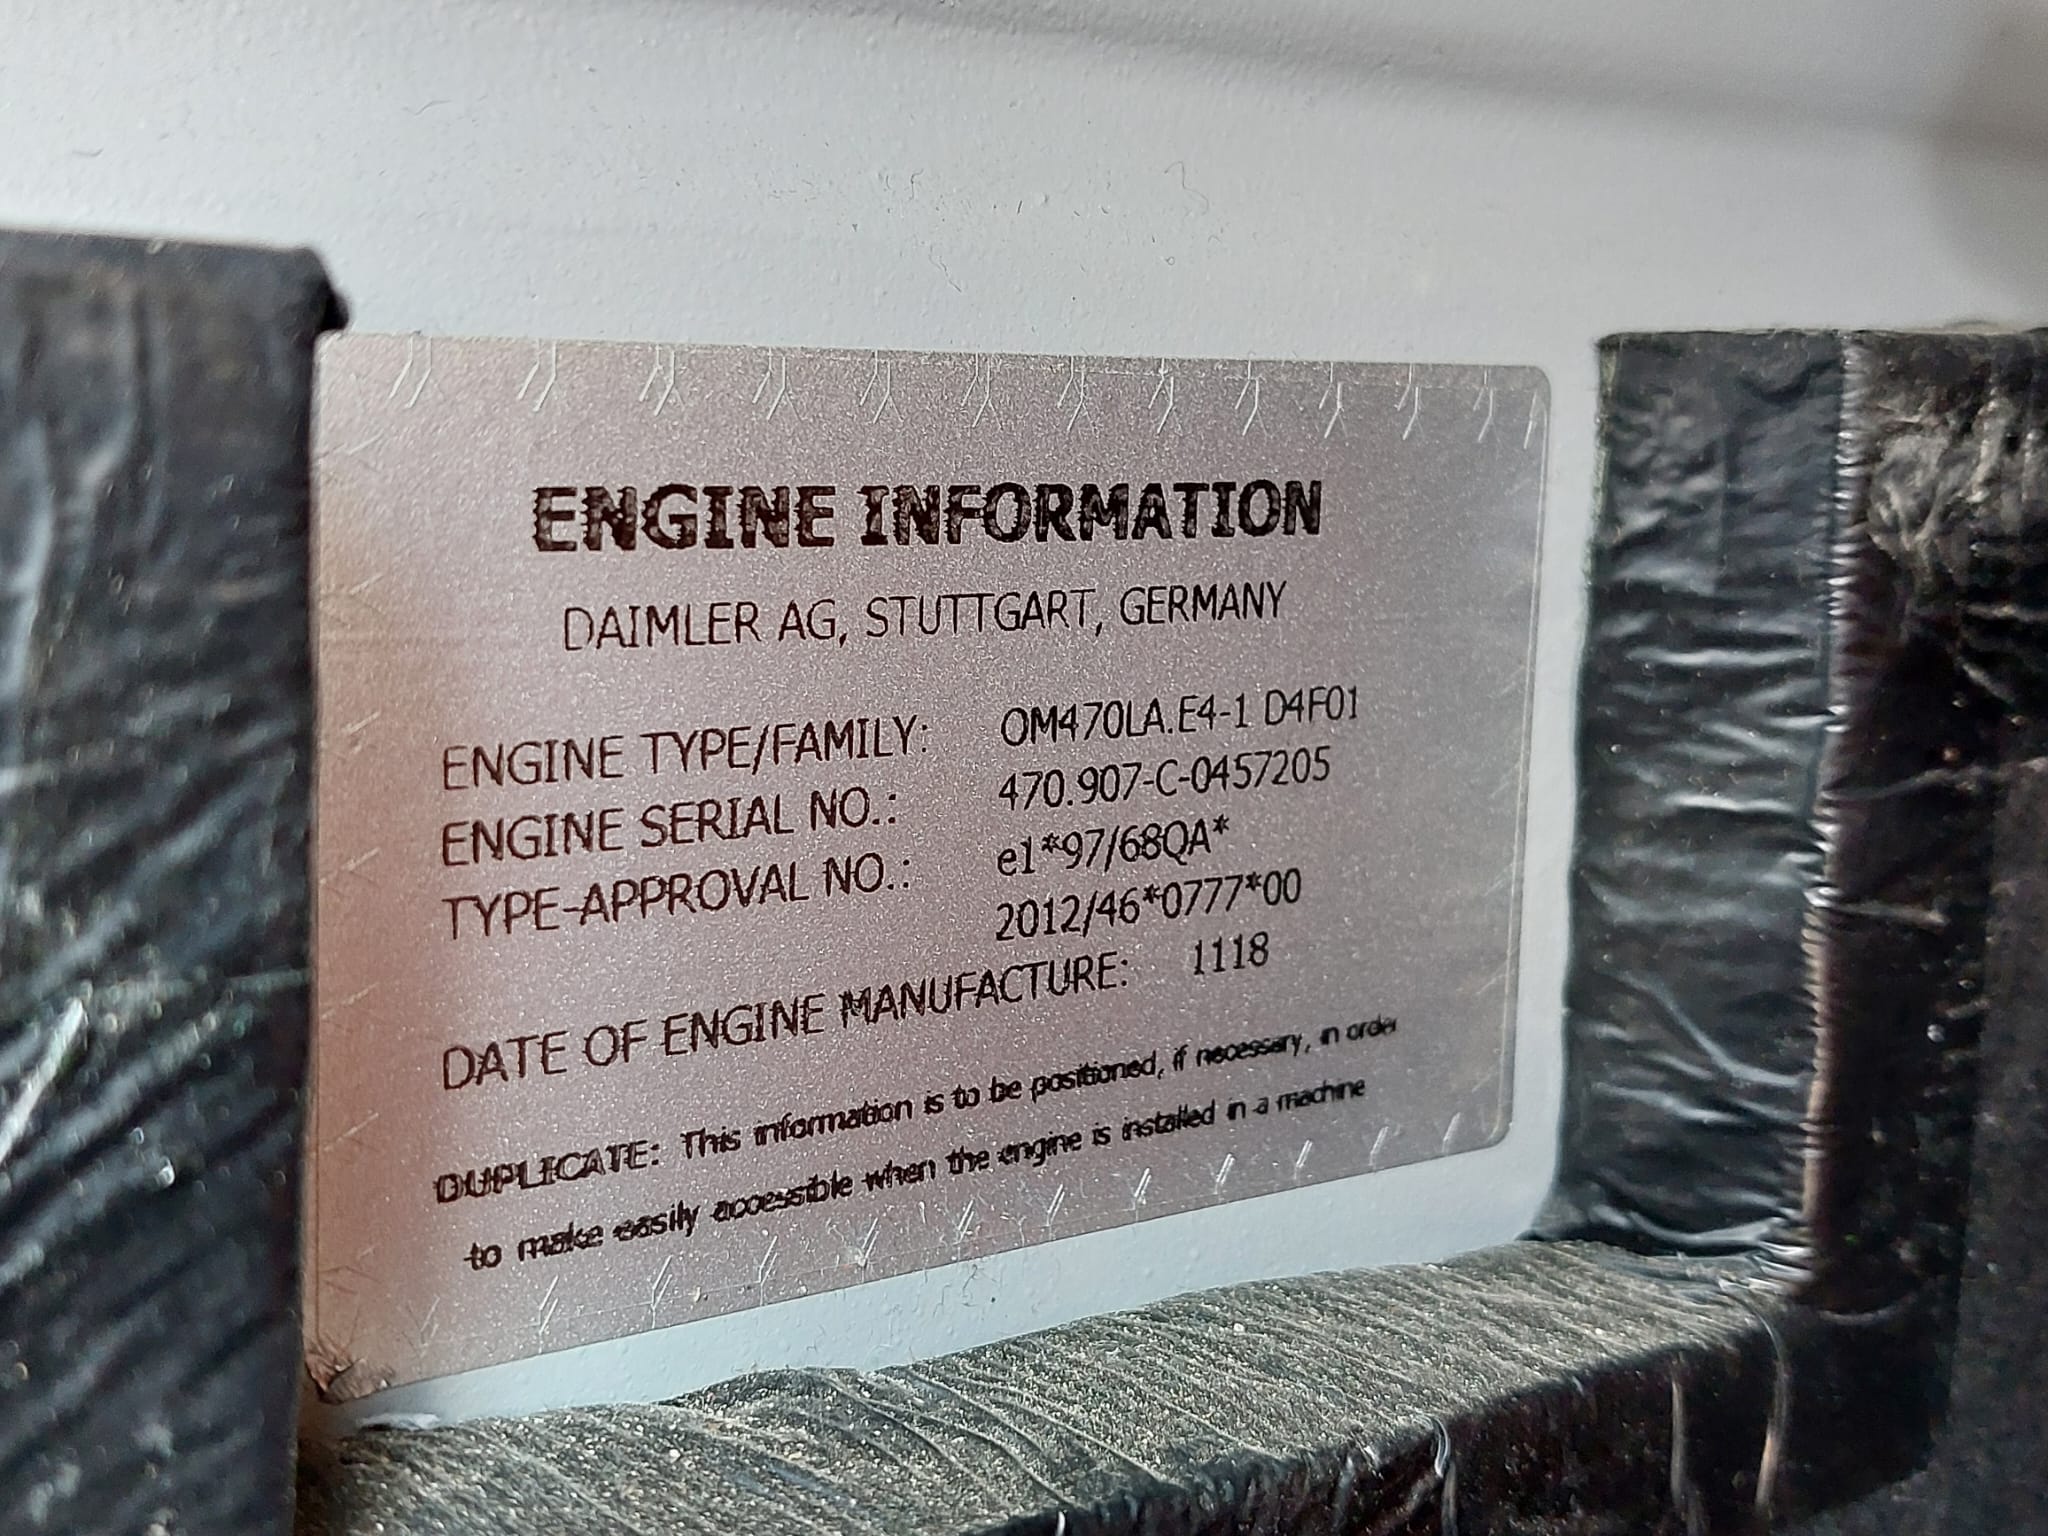 ENGINE INFORMATION
DAIMLER AG, STUTTGART, GERMANY
ENGINE TYPE/FAMILY: OM470LA.E4-1 D4F01
ENGINE SERIAL NO.: 470.907-C-0457205
TYPE-APPROVAL NO.: e1*97/68QA*
2012/46*0777*00
DATE OF ENGINE MANUFACTURE: 1118
DUPLICATE: This information is to be positioned, if necessary, in order
to make easily accessible when the engine is installed in a machine